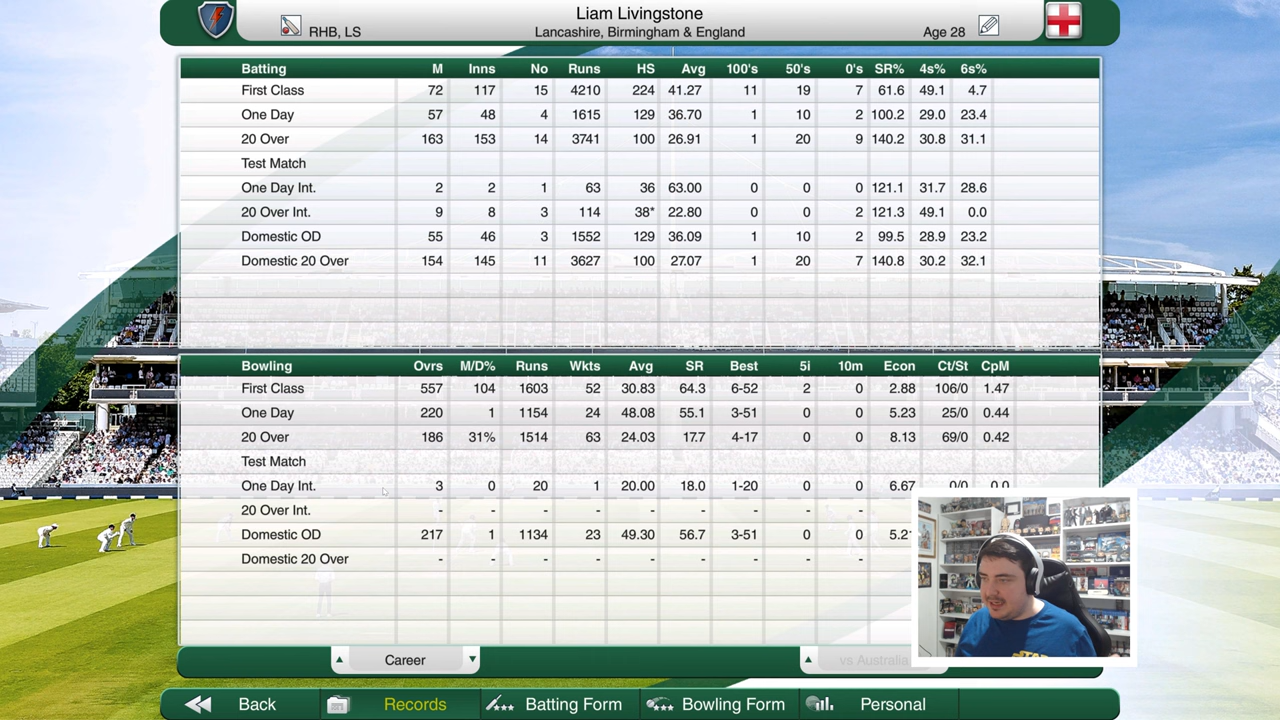 Liam Livingstone
RHB, LS
Lancashire, Birmingham & England
Age 28
Batting M Inns No Runs HS Avg 100's 50's 0's SR% 4s% 6s%
First Class 72 117 15 4210 224 41.27 11 19 7 61.6 49.1 4.7
One Day 57 48 4 1615 129 36.70 1 10 2 100.2 29.0 23.4
20 Over 163 153 14 3741 100 26.91 1 20 9 140.2 30.8 31.1
Test Match
One Day Int. 2 2 1 63 36 63.00 0 0 0 121.1 31.7 28.6
20 Over Int. 9 8 3 114 38* 22.80 0 0 2 121.3 49.1 0.0
Domestic OD 55 46 3 1552 129 36.09 1 10 2 99.5 28.9 23.2
Domestic 20 Over 154 145 11 3627 100 27.07 1 20 7 140.8 30.2 32.1
Bowling Ovrs M/D% Runs Wkts Avg SR Best 5i 10m Econ Ct/St CpM
First Class 557 104 1603 52 30.83 64.3 6-52 2 0 2.88 106/0 1.47
One Day 220 1 1154 24 48.08 55.1 3-51 0 0 5.23 25/0 0.44
20 Over 186 31% 1514 63 24.03 17.7 4-17 0 0 8.13 69/0 0.42
Test Match
One Day Int. 3 0 20 1 20.00 18.0 1-20 0 0 6.67 0/0 0.0
20 Over Int. - - - - - - - - -
Domestic OD 217 1 1134 23 49.30 56.7 3-51 0 0 5.2
Domestic 20 Over - - - - - - - - -
Career
vs Australia
Back Records Batting Form Bowling Form Personal